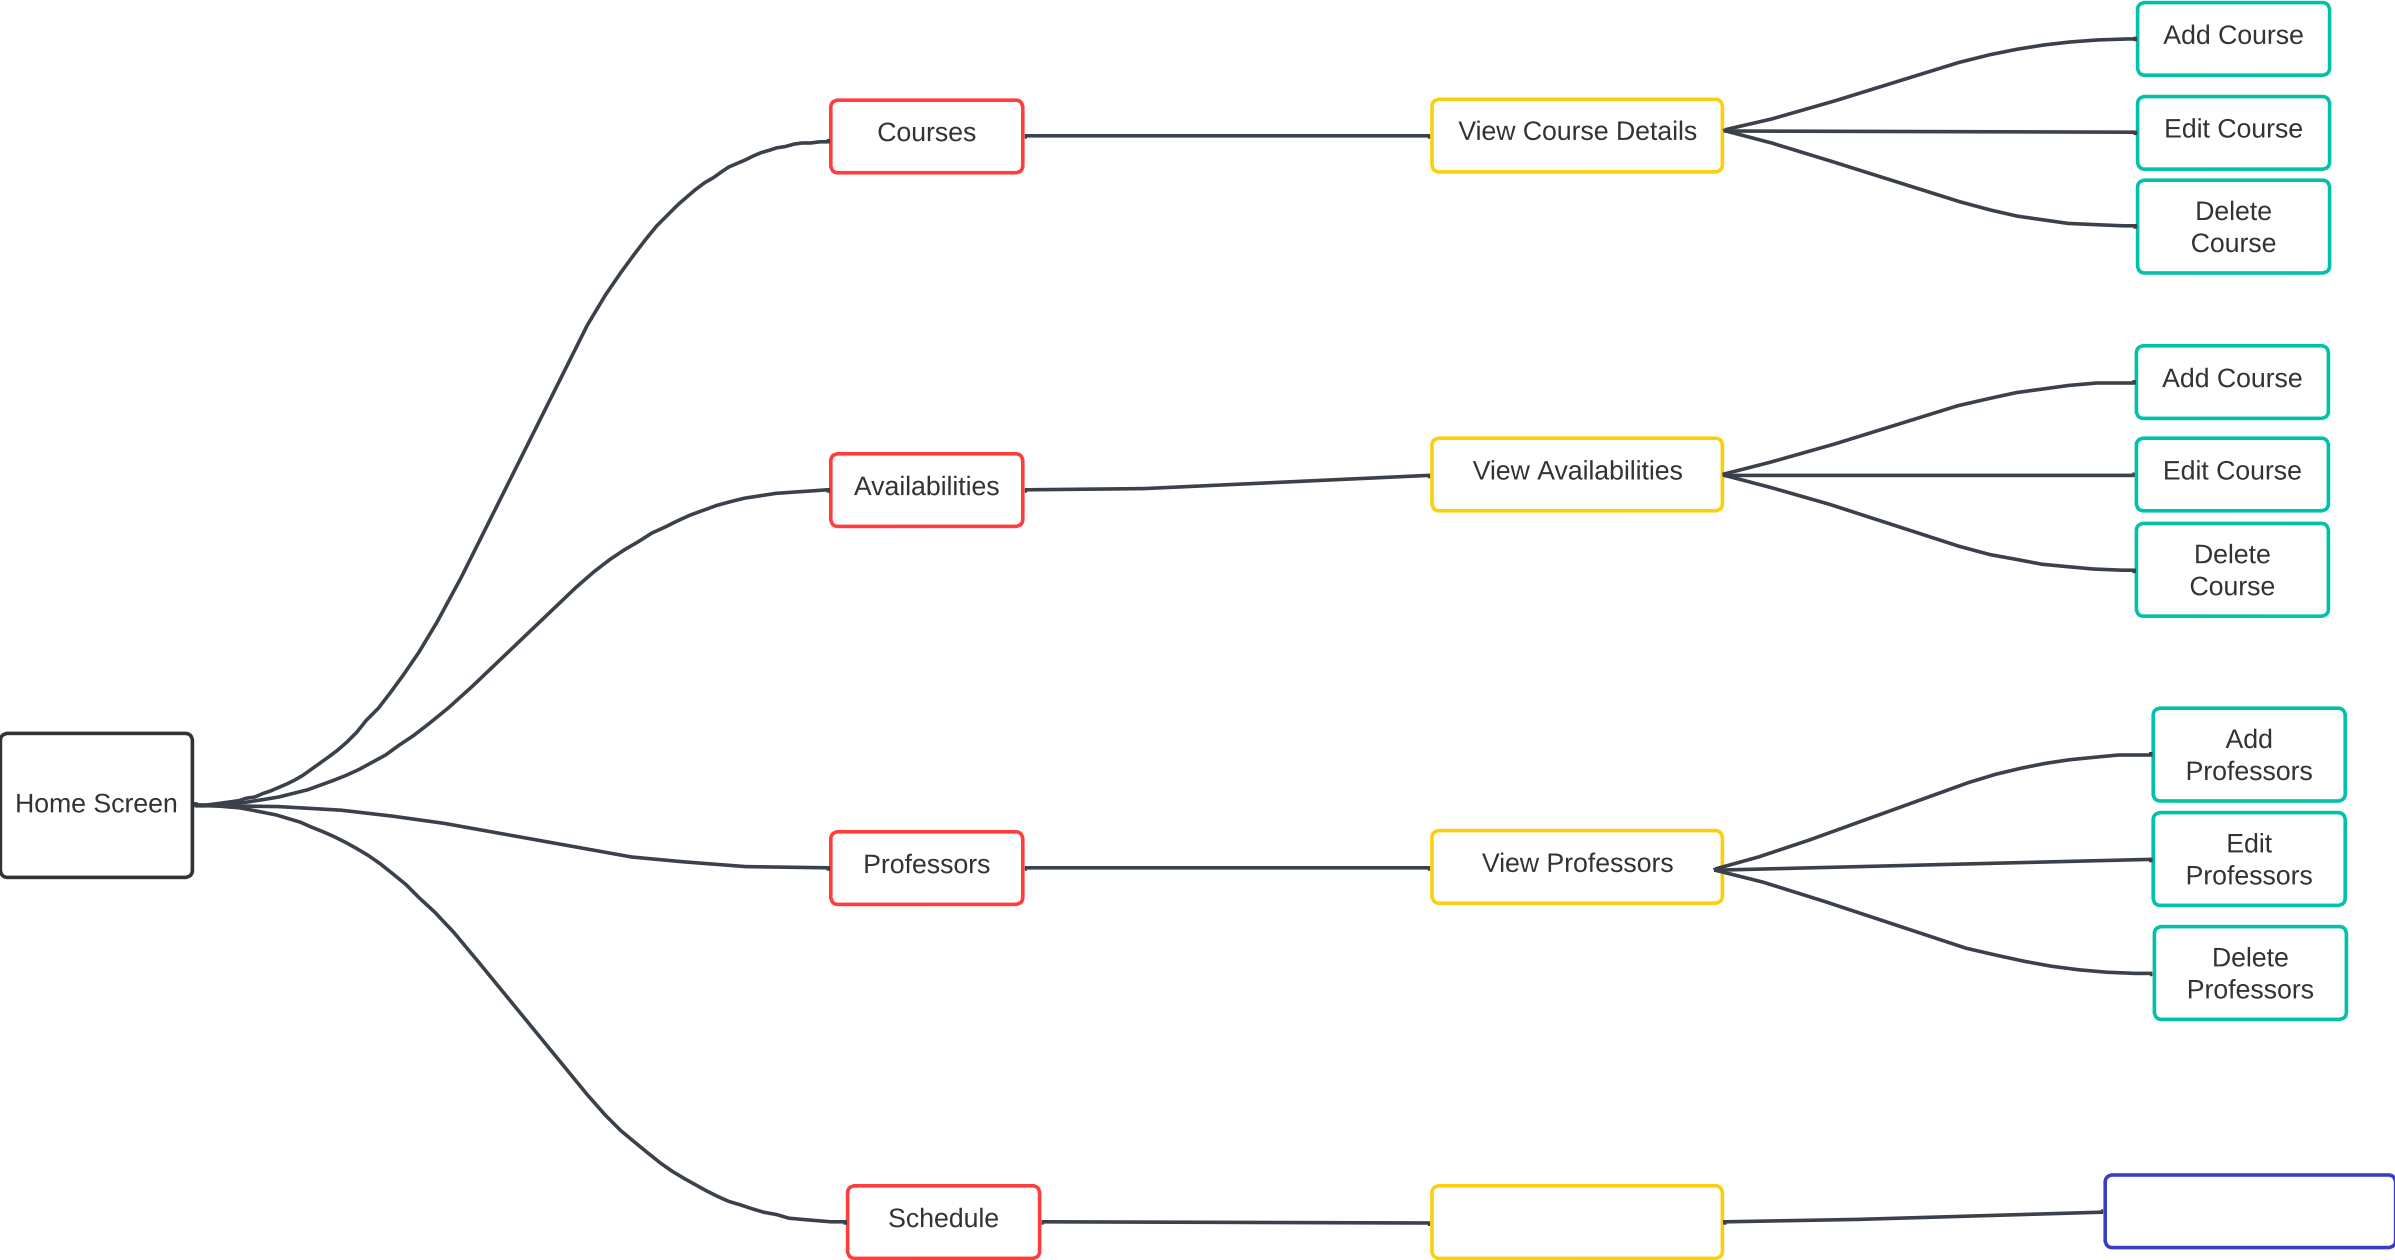 Add Course
Courses
View Course Details
Edit Course
Delete
Course
Add Course
Availabilities
View Availabilities
Edit Course
Delete
Course
Home Screen
Add
Professors
Professors
View Professors
Edit
Professors
Delete
Professors
Schedule